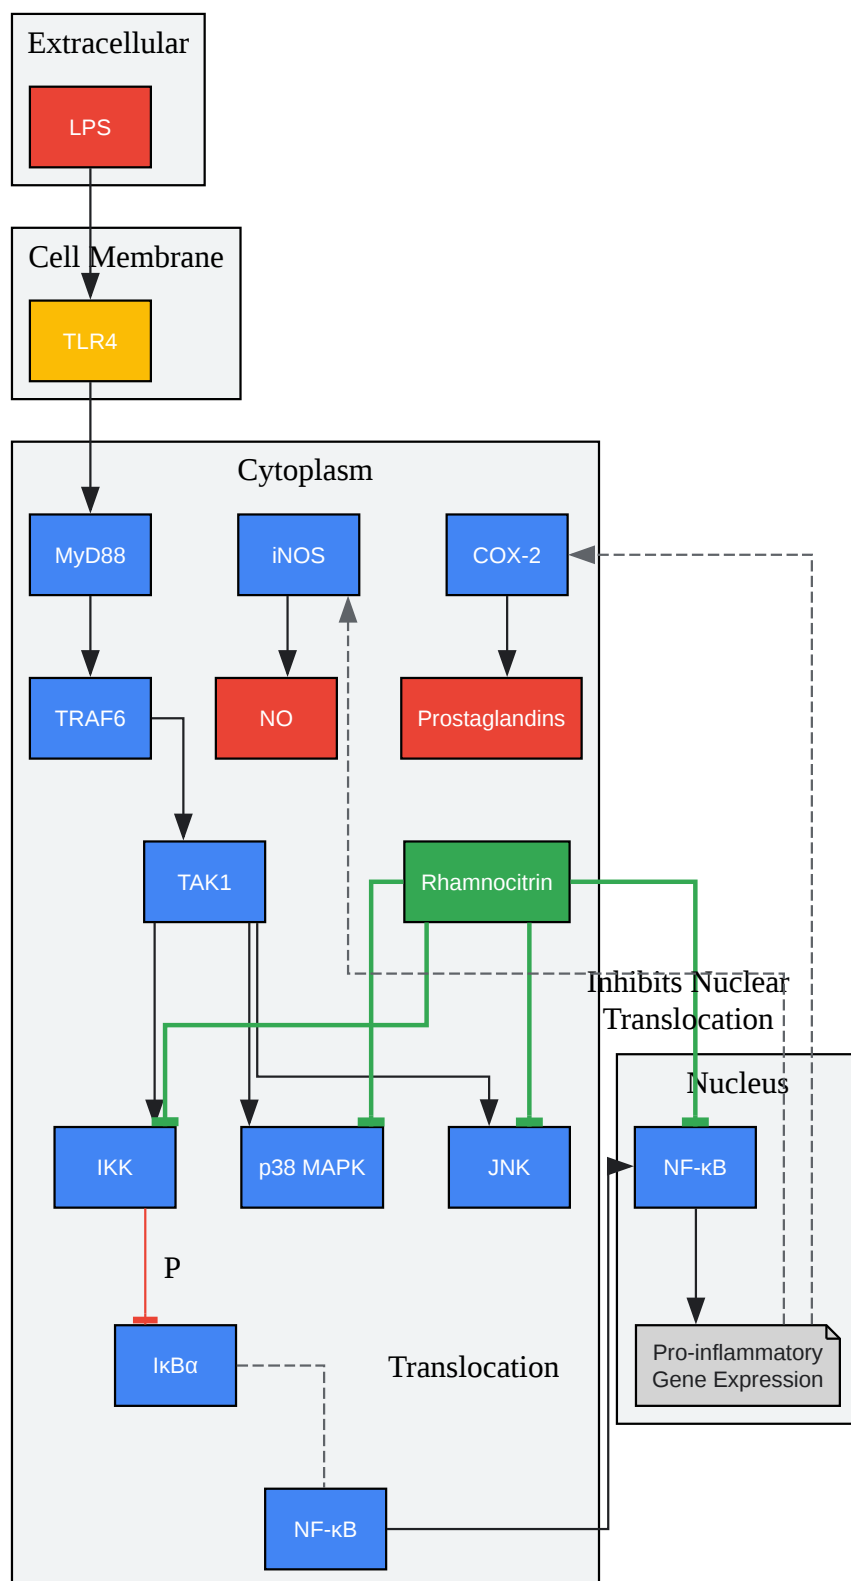 Extracellular
LPS
Cell Membrane
TLR4
Cytoplasm
MyD88
iNOS
COX-2
TRAF6
NO
Prostaglandins
TAK1
Rhamnocitrin
Inhibits Nuclear
Translocation
Nucleus
IKK
p38 MAPK
JNK
NF-κB
P
IκBα
Translocation
Pro-inflammatory
Gene Expression
NF-κB